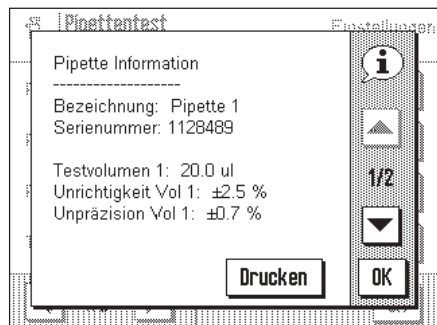 Pipettentest
Einstellungen
Pipette Information
-------------------
Bezeichnung: Pipette 1
Serienummer: 1128489
Testvolumen 1: 20.0 ul
Unrichtigkeit Vol 1: ±2.5 %
Unpräzision Vol 1: ±0.7 %
1/2
Drucken
OK